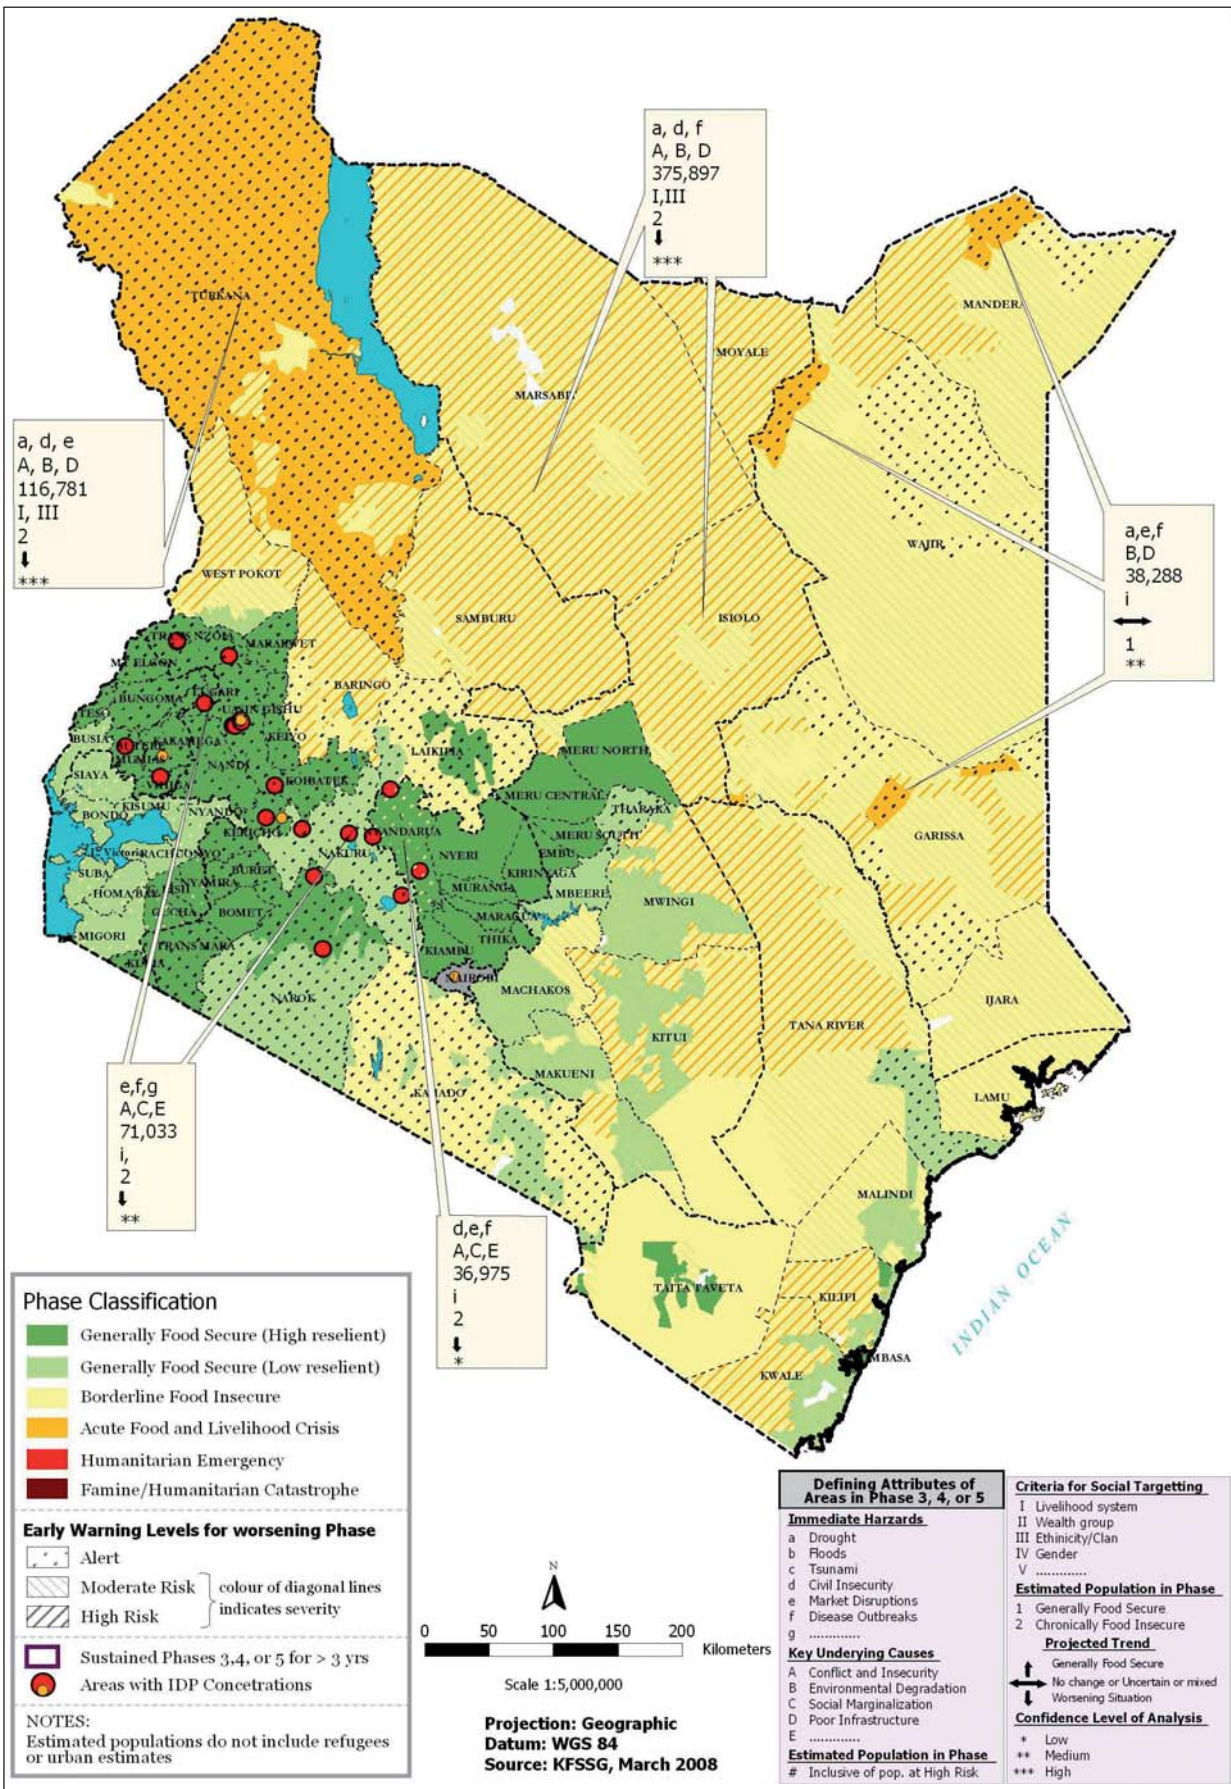 a, d, f
A, B, D
375,897
I,III
2
***
TURKANA
MANDERA
MOYALE
MARSABIT
a, d, e
A, B, D
116,781
I, III
2
***
a,e,f
B,D
38,288
i
1
**
WAJIR
WEST POKOT
SAMBURU
ISIOLO
TRANS NZOIA
MARAKWET
MT ELGON
BARINGO
BUNGOMA
LUGARI
UASIN GISHU
TESO
BUSIA
KAKAMEGA
KEIYO
LAIKIPIA
MERU NORTH
MUMIAS
NANDI
SIAYA
KOIBATEK
MERU CENTRAL
THARAKA
KISUMU
BONDO
NYANDO
KERICHO
NYANDARUA
MERU SOUTH
GARISSA
L. Victoria
RACHUONYO
NAKURU
NYERI
EMBU
SUBA
BURET
KIRINYAGA
NYAMIRA
HOMA BAY
MURANGA
MBEERE
MWINGI
GUCHA
BOMET
MARAGUA
MIGORI
TRANS MARA
THIKA
KIAMBU
KURIA
NAIROBI
MACHAKOS
NAROK
IJARA
TANA RIVER
KITUI
MAKUENI
KAJIADO
LAMU
e,f,g
A,C,E
71,033
i,
2
**
MALINDI
d,e,f
A,C,E
36,975
i
2
*
TAITA TAVETA
KILIFI
INDIAN OCEAN
MBASA
KWALE
Phase Classification
Generally Food Secure (High reselient)
Generally Food Secure (Low reselient)
Borderline Food Insecure
Acute Food and Livelihood Crisis
Humanitarian Emergency
Famine/Humanitarian Catastrophe
Early Warning Levels for worsening Phase
Alert
Moderate Risk
High Risk
colour of diagonal lines
indicates severity
Sustained Phases 3,4, or 5 for > 3 yrs
Areas with IDP Concetrations
NOTES:
Estimated populations do not include refugees
or urban estimates
N
0 50 100 150 200
Kilometers
Scale 1:5,000,000
Projection: Geographic
Datum: WGS 84
Source: KFSSG, March 2008
Defining Attributes of
Areas in Phase 3, 4, or 5
Immediate Harzards
a Drought
b Floods
c Tsunami
d Civil Insecurity
e Market Disruptions
f Disease Outbreaks
g .............
Key Underlying Causes
A Conflict and Insecurity
B Environmental Degradation
C Social Marginalization
D Poor Infrastructure
E .............
Estimated Population in Phase
# Inclusive of pop. at High Risk
Criteria for Social Targetting
I Livelihood system
II Wealth group
III Ethinicity/Clan
IV Gender
V .............
Estimated Population in Phase
1 Generally Food Secure
2 Chronically Food Insecure
Projected Trend
Generally Food Secure
No change or Uncertain or mixed
Worsening Situation
Confidence Level of Analysis
* Low
** Medium
*** High